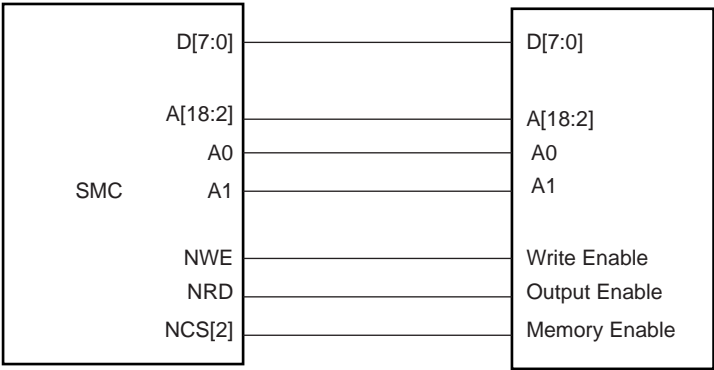 D[7:0] D[7:0]
A[18:2] A[18:2]
A0 A0
SMC A1 A1
NWE Write Enable
NRD Output Enable
NCS[2] Memory Enable